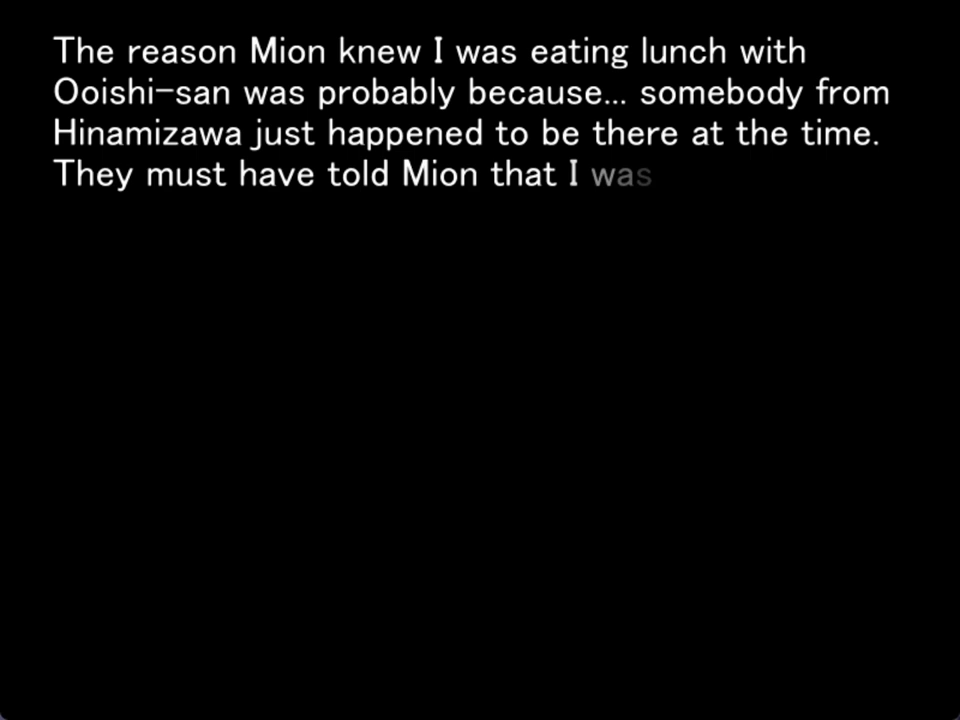 The reason Mion knew I was eating lunch with
Ooishi-san was probably because... somebody from
Hinamizawa just happened to be there at the time.
They must have told Mion that I was